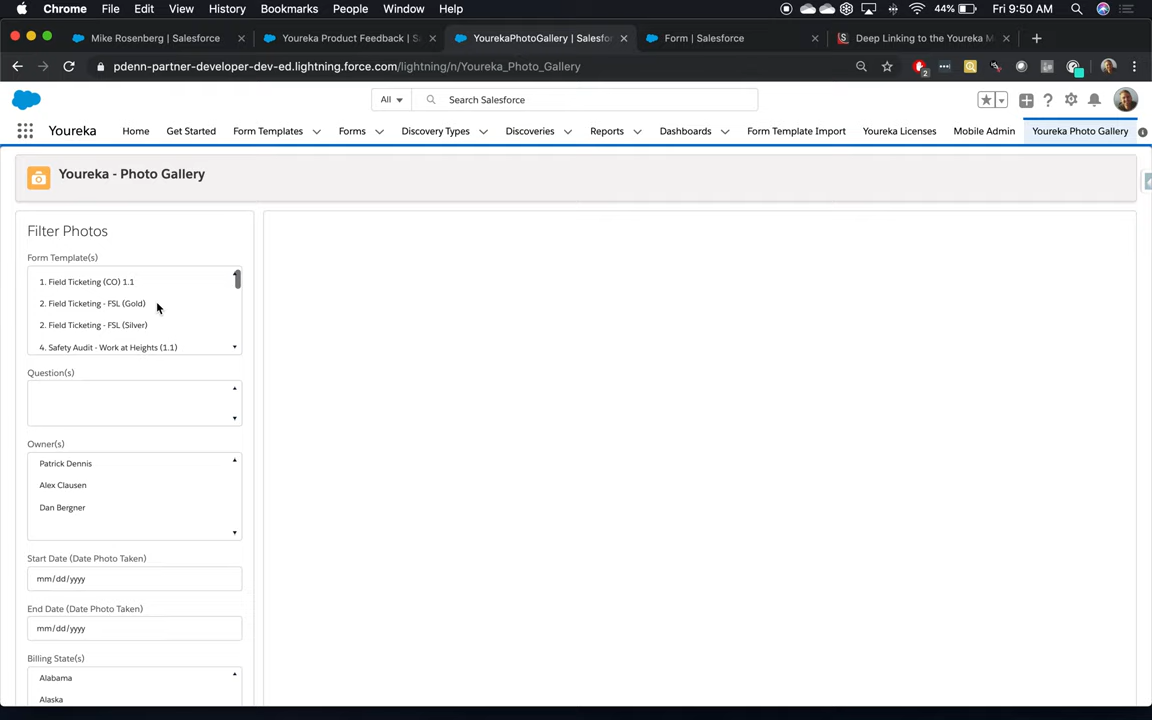 Chrome File Edit View History Bookmarks People Window Help 44% Fri 9:50 AM
Mike Rosenberg | Salesforce Youreka Product Feedback | S YourekaPhotoGallery | Salesfor Form | Salesforce Deep Linking to the Youreka M
pdenn-partner-developer-dev-ed.lightning.force.com/lightning/n/Youreka_Photo_Gallery 2
All Search Salesforce
Youreka Home Get Started Form Templates Forms Discovery Types Discoveries Reports Dashboards Form Template Import Youreka Licenses Mobile Admin Youreka Photo Gallery
Youreka - Photo Gallery
Filter Photos
Form Template(s)
1. Field Ticketing (CO) 1.1
2. Field Ticketing - FSL (Gold)
2. Field Ticketing - FSL (Silver)
4. Safety Audit - Work at Heights (1.1)
Question(s)
Owner(s)
Patrick Dennis
Alex Clausen
Dan Bergner
Start Date (Date Photo Taken)
mm/dd/yyyy
End Date (Date Photo Taken)
mm/dd/yyyy
Billing State(s)
Alabama
Alaska